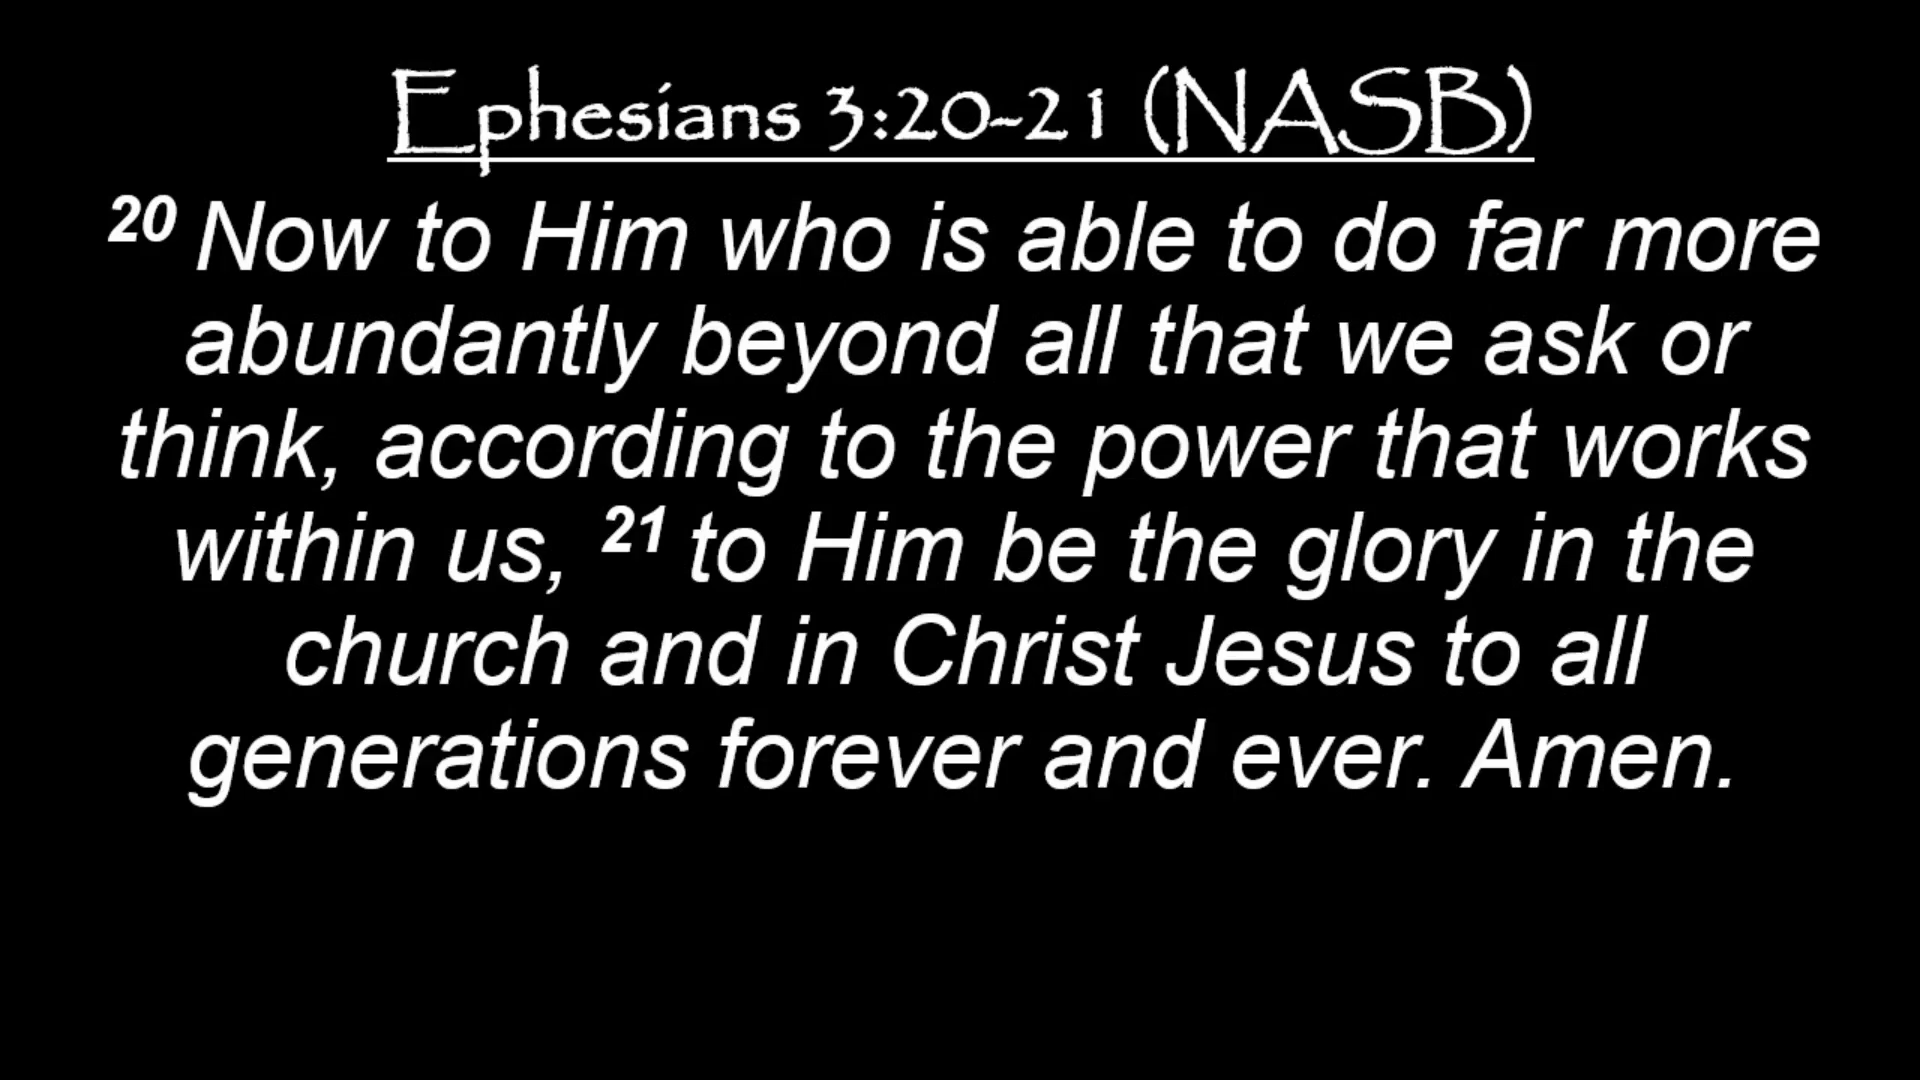 Ephesians 3:20-21 (NASB)
20 Now to Him who is able to do far more
abundantly beyond all that we ask or
think, according to the power that works
within us, 21 to Him be the glory in the
church and in Christ Jesus to all
generations forever and ever. Amen.